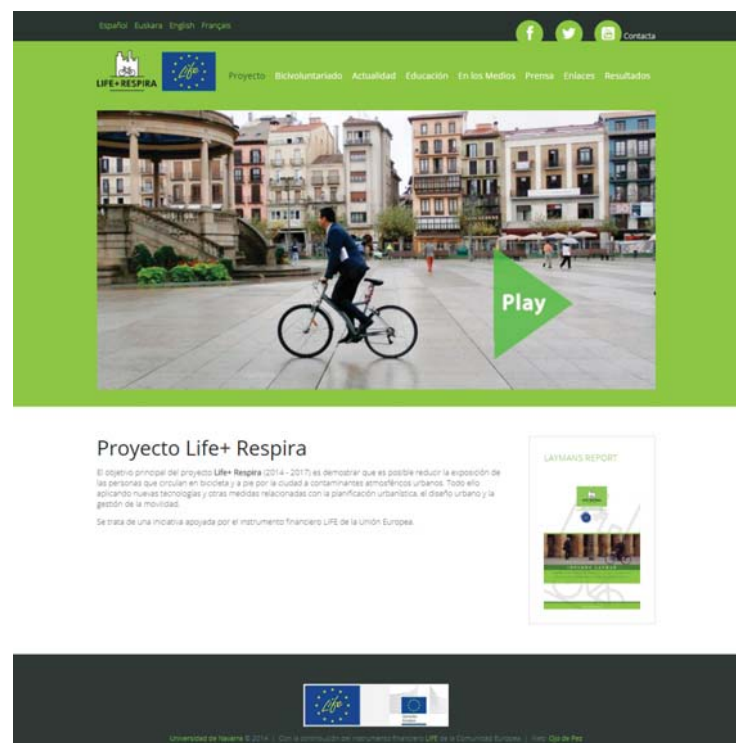 Español Euskara English Français
Contacta
LIFE+RESPIRA
Life
Proyecto Bicivoluntariado Actualidad Educación En los Medios Prensa Enlaces Resultados
Play
Proyecto Life+ Respira
El objetivo principal del proyecto Life+ Respira (2014 - 2017) es demostrar que es posible reducir la exposición de
las personas que circulan en bicicleta y a pie por la ciudad a contaminantes atmosféricos urbanos. Todo ello
aplicando nuevas tecnologías y otras medidas relacionadas con la planificación urbanística, el diseño urbano y la
gestión de la movilidad.
Se trata de una iniciativa apoyada por el instrumento financiero LIFE de la Unión Europea.
LAYMANS REPORT
INFORME LAYMAN
Life
Universidad de Navarra © 2014 | Con la contribución del instrumento financiero LIFE de la Comunidad Europea | Web: Ojo de Pez